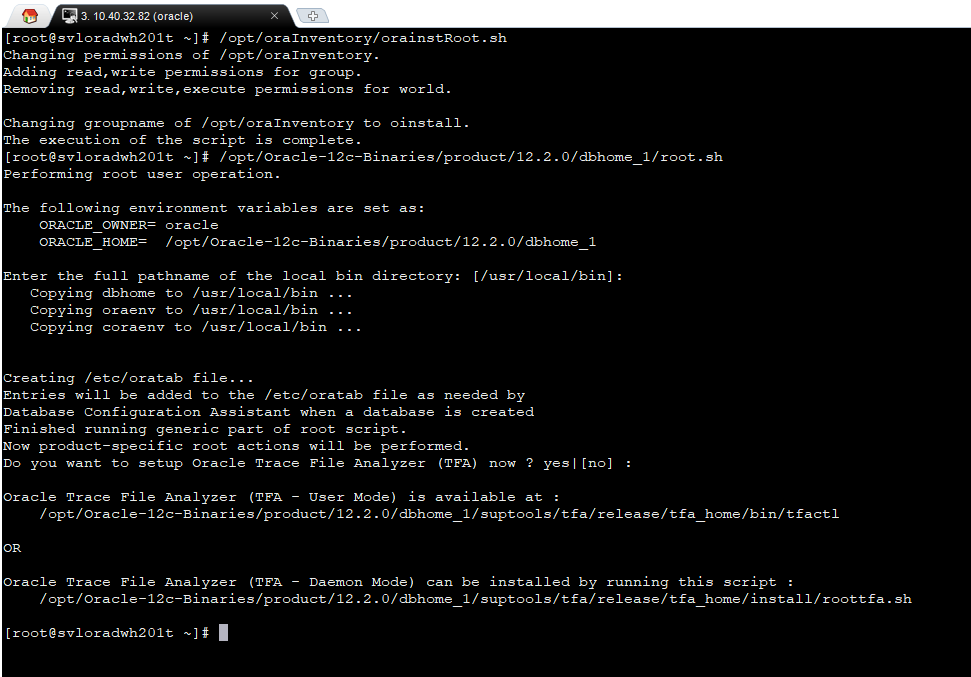 3. 10.40.32.82 (oracle)
[root@svloradwh201t ~]# /opt/oraInventory/orainstRoot.sh
Changing permissions of /opt/oraInventory.
Adding read,write permissions for group.
Removing read,write,execute permissions for world.
Changing groupname of /opt/oraInventory to oinstall.
The execution of the script is complete.
[root@svloradwh201t ~]# /opt/Oracle-12c-Binaries/product/12.2.0/dbhome_1/root.sh
Performing root user operation.
The following environment variables are set as:
ORACLE_OWNER= oracle
ORACLE_HOME=  /opt/Oracle-12c-Binaries/product/12.2.0/dbhome_1
Enter the full pathname of the local bin directory: [/usr/local/bin]:
Copying dbhome to /usr/local/bin ...
Copying oraenv to /usr/local/bin ...
Copying coraenv to /usr/local/bin ...
Creating /etc/oratab file...
Entries will be added to the /etc/oratab file as needed by
Database Configuration Assistant when a database is created
Finished running generic part of root script.
Now product-specific root actions will be performed.
Do you want to setup Oracle Trace File Analyzer (TFA) now ? yes|[no] :
Oracle Trace File Analyzer (TFA - User Mode) is available at :
/opt/Oracle-12c-Binaries/product/12.2.0/dbhome_1/suptools/tfa/release/tfa_home/bin/tfactl
OR
Oracle Trace File Analyzer (TFA - Daemon Mode) can be installed by running this script :
/opt/Oracle-12c-Binaries/product/12.2.0/dbhome_1/suptools/tfa/release/tfa_home/install/roottfa.sh
[root@svloradwh201t ~]#